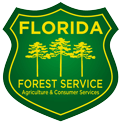 FLORIDA
FOREST SERVICE
Agriculture & Consumer Services